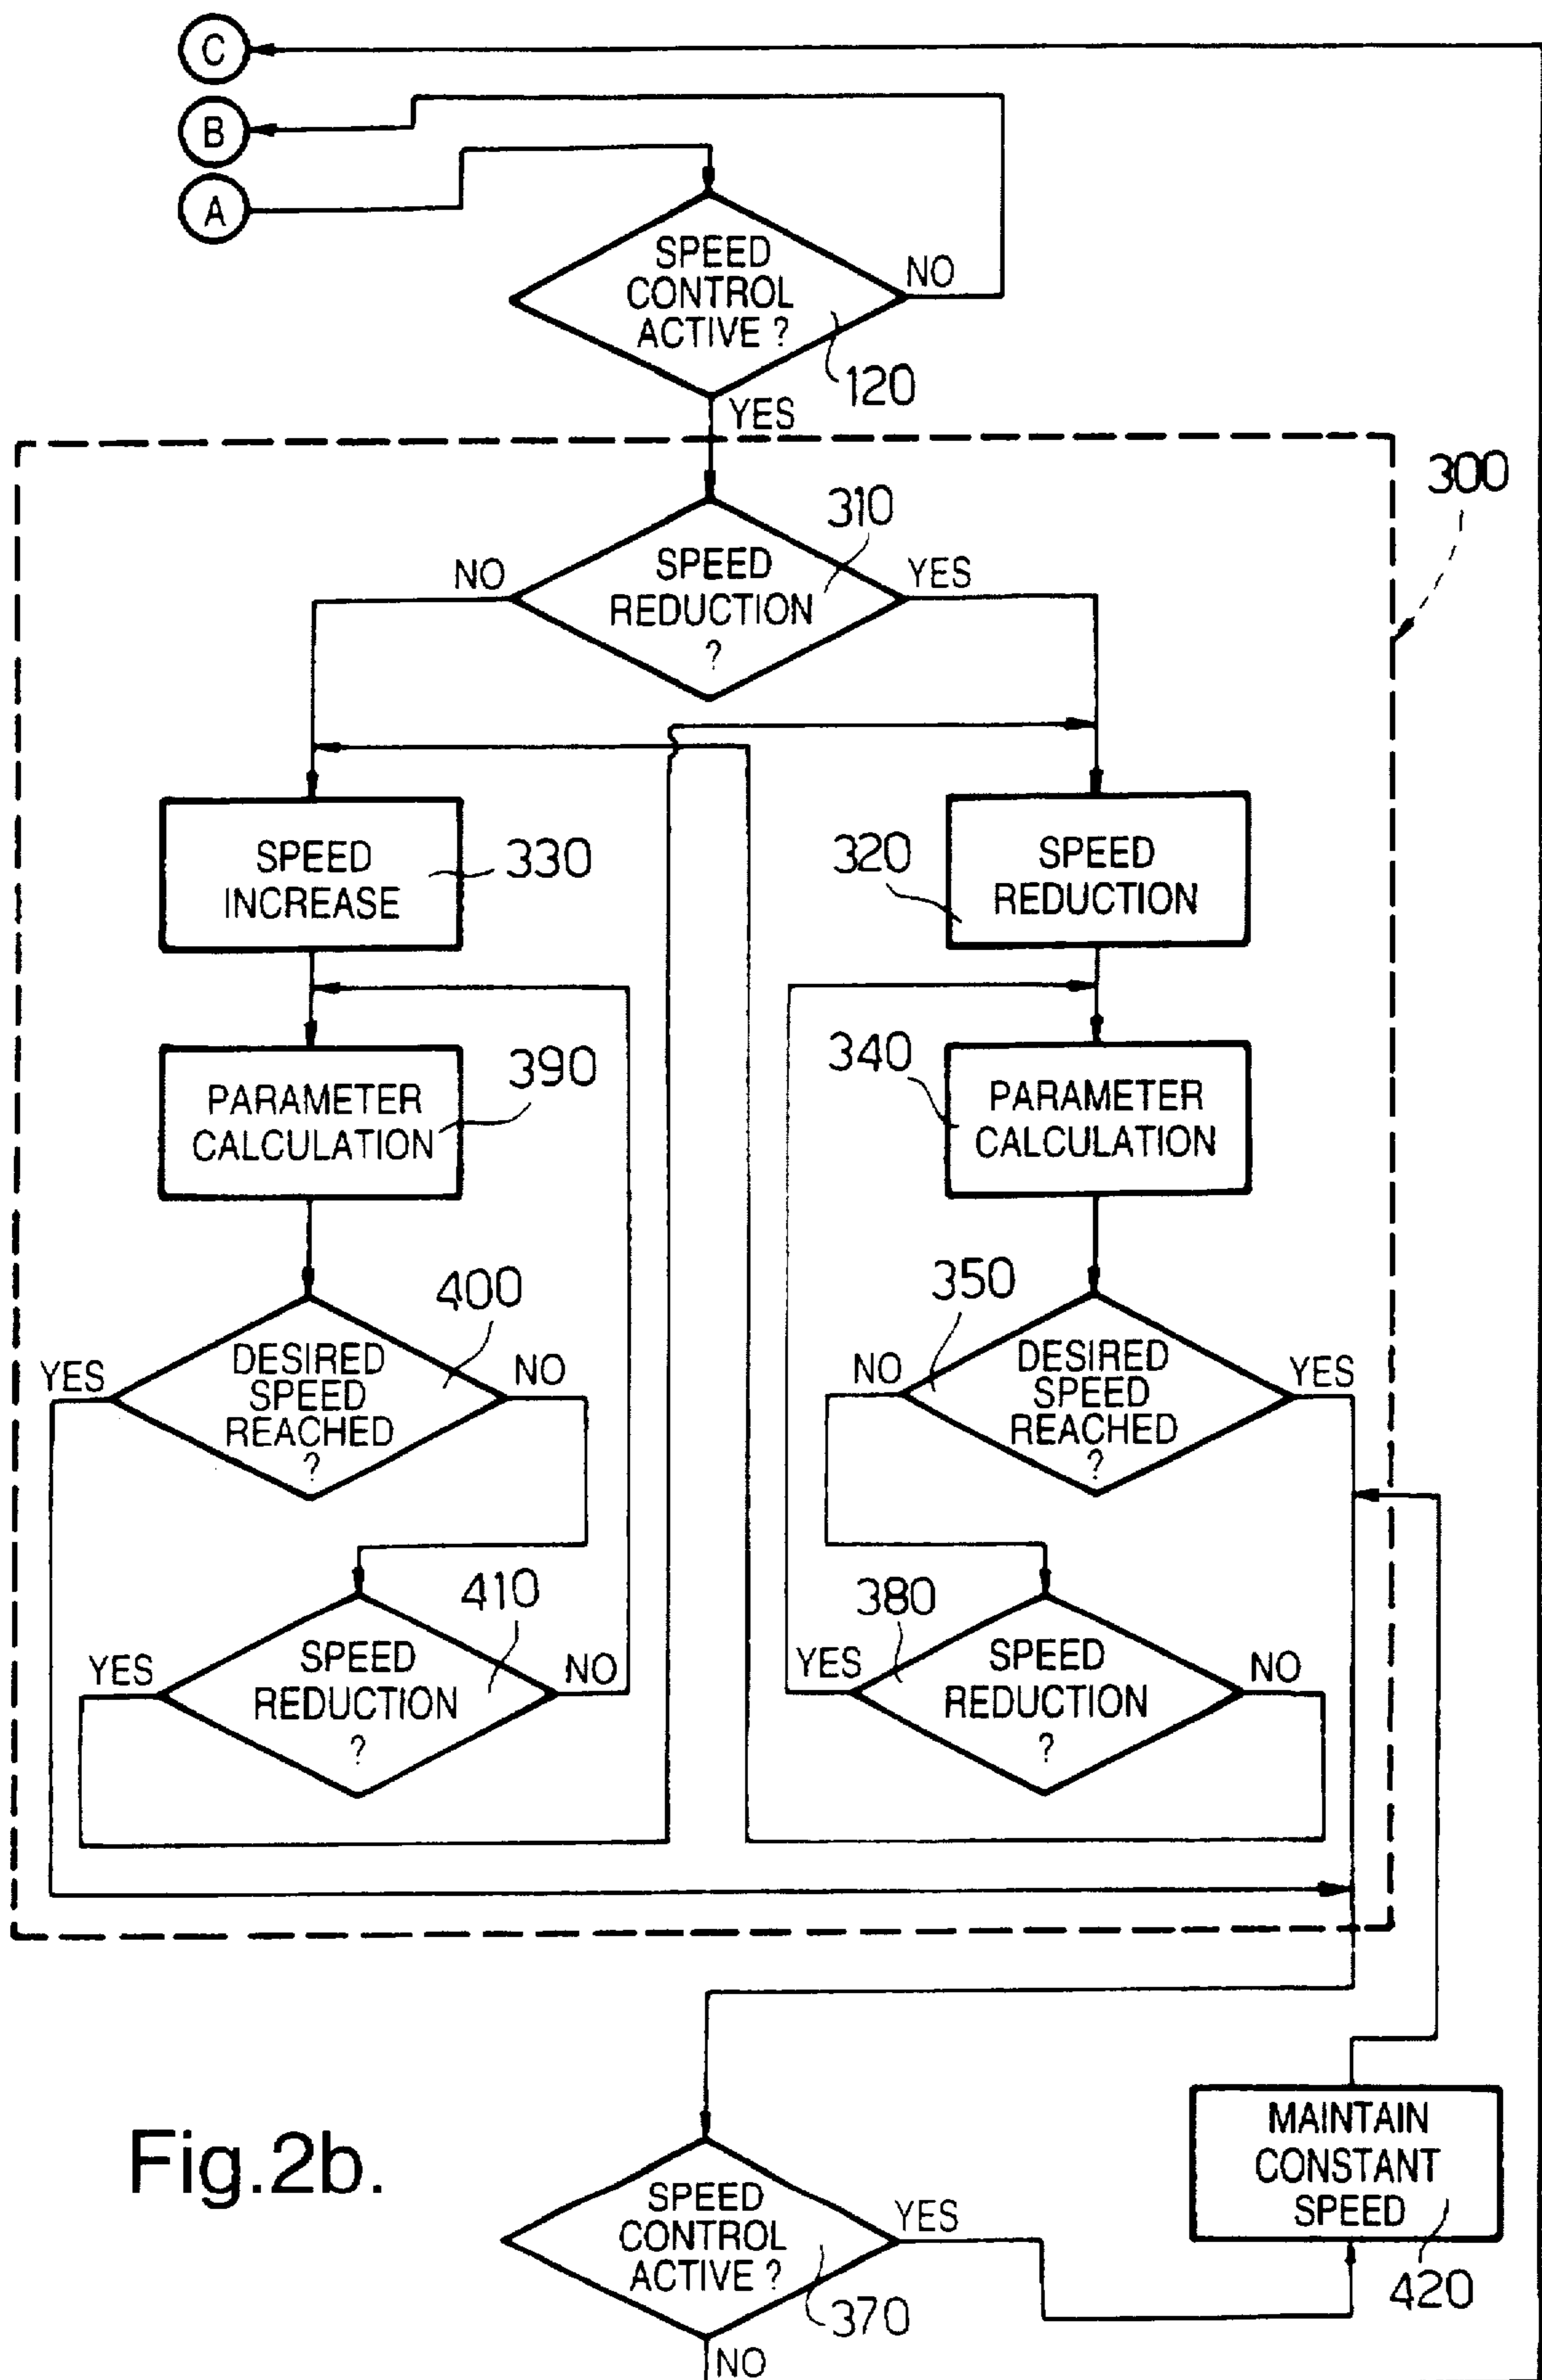 C
B
A
SPEED
CONTROL
ACTIVE ?
NO
120
YES
300
310
NO
SPEED
REDUCTION
?
YES
SPEED
INCREASE
330
320
SPEED
REDUCTION
PARAMETER
CALCULATION
390
340
PARAMETER
CALCULATION
400
350
YES
DESIRED
SPEED
REACHED
?
NO
NO
DESIRED
SPEED
REACHED
?
YES
410
380
YES
SPEED
REDUCTION
?
NO
YES
SPEED
REDUCTION
?
NO
Fig.2b.
SPEED
CONTROL
ACTIVE ?
YES
370
NO
MAINTAIN
CONSTANT
SPEED
420